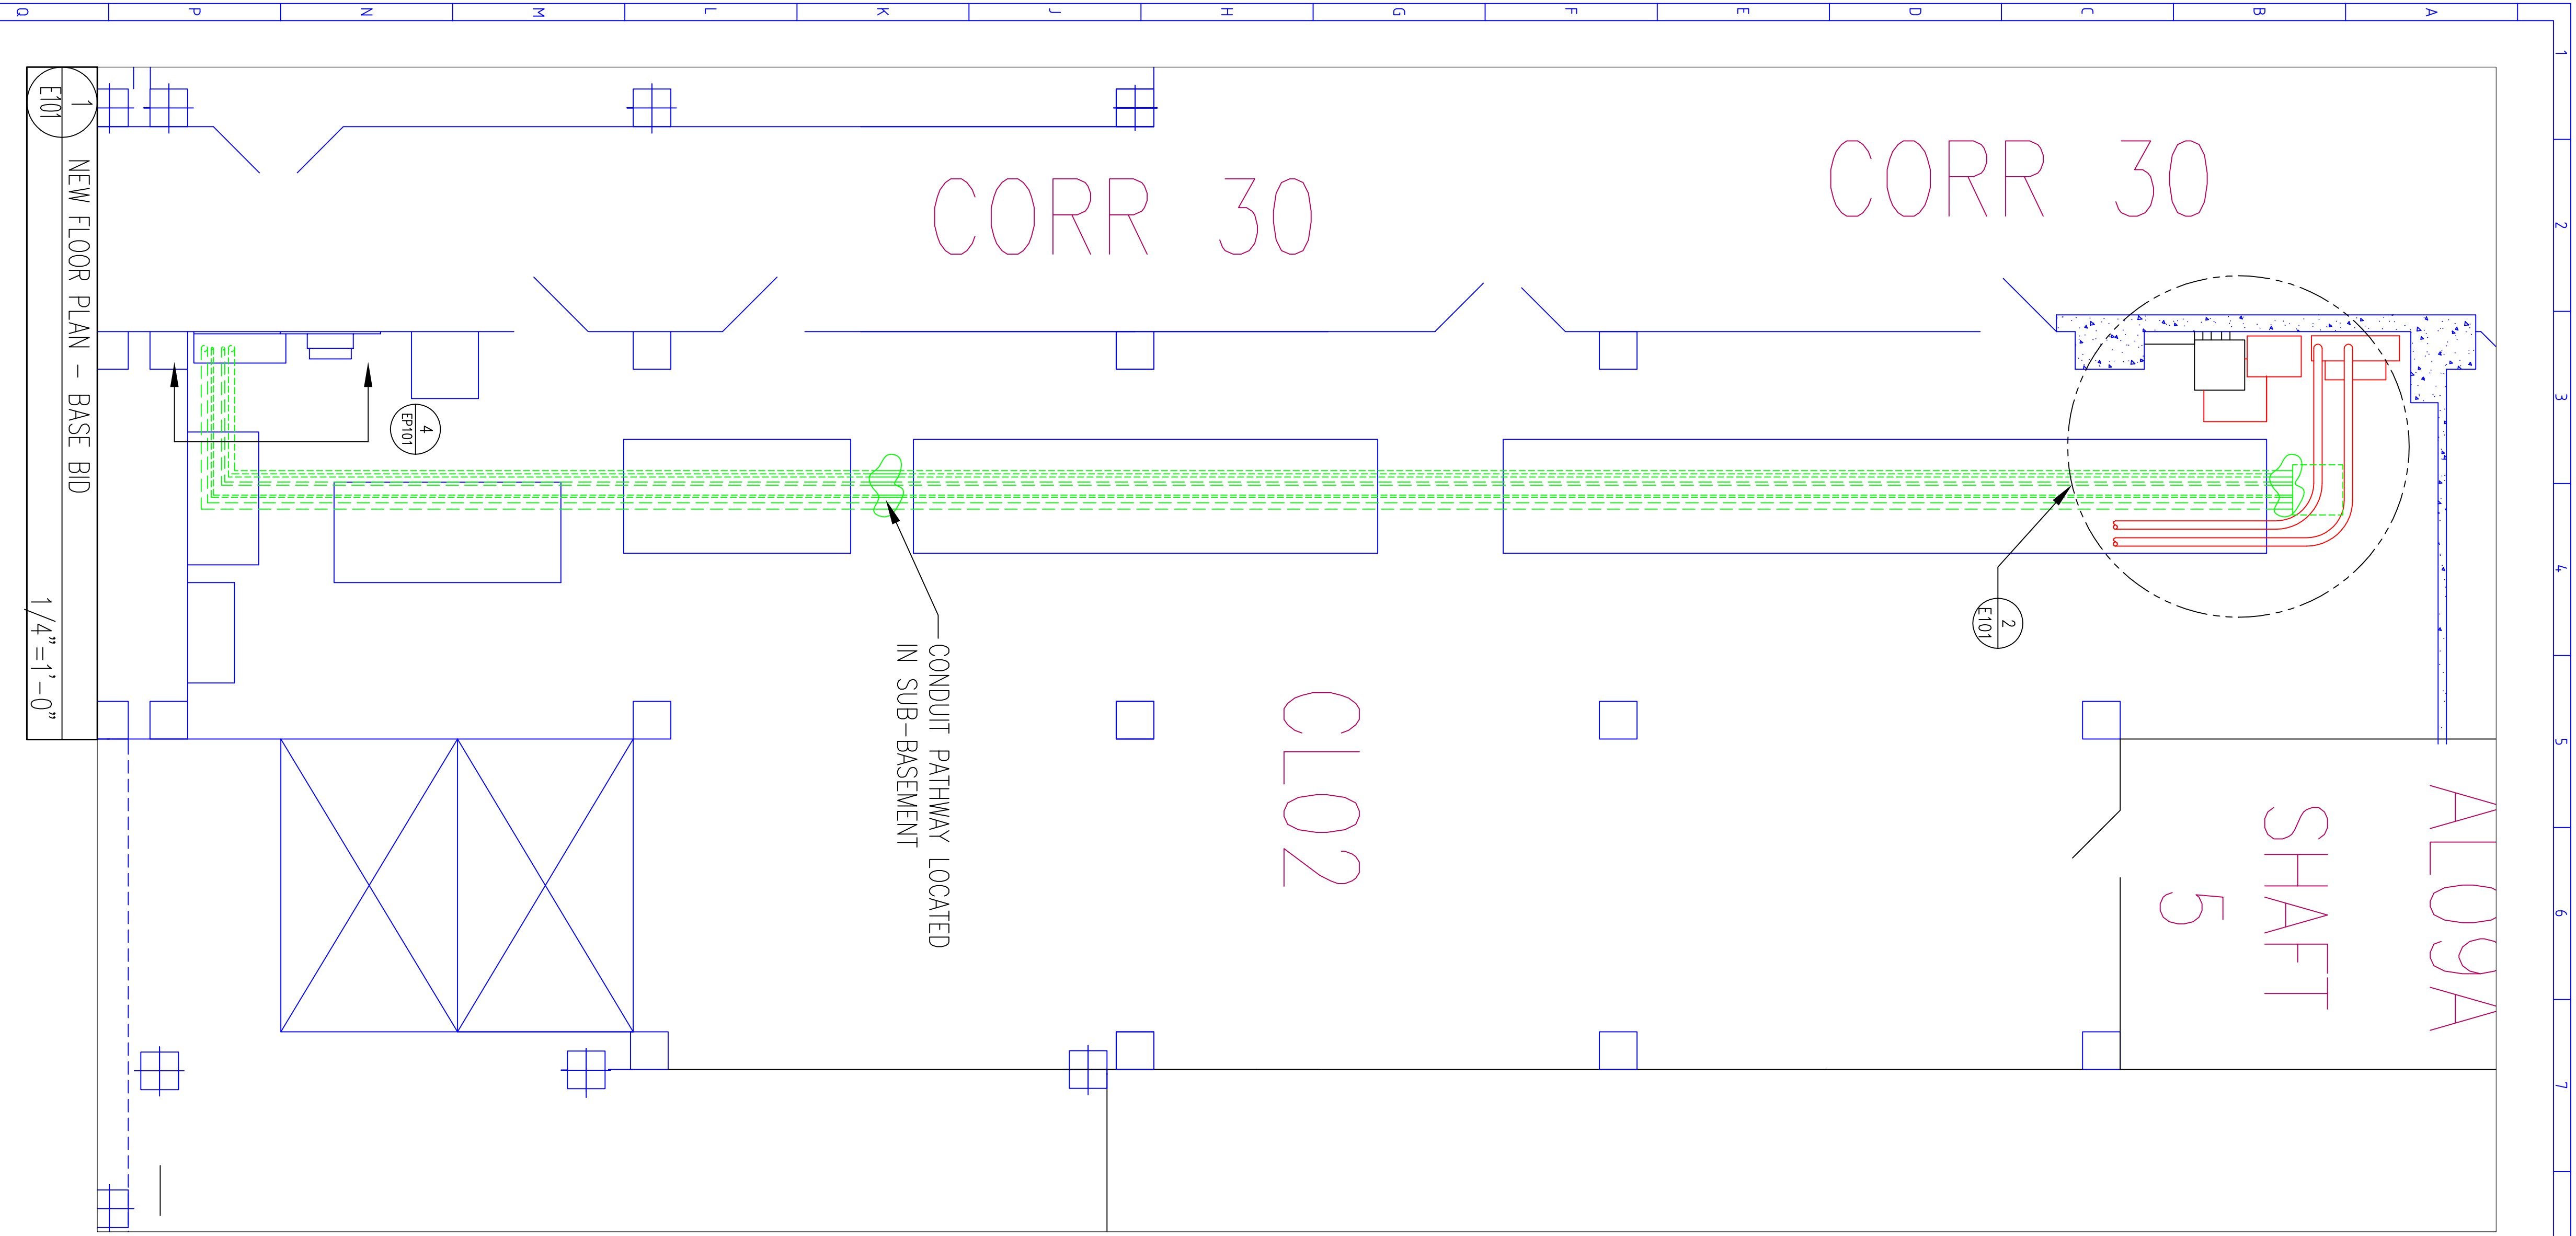 Q P N M L K J H G F E D C B A
1
2
3
4
5
6
7
CORR 30
CORR 30
4
EP101
2
E101
CONDUIT PATHWAY LOCATED
IN SUB-BASEMENT
CL02
AL09A
SHAFT
5
1
E101
NEW FLOOR PLAN - BASE BID
1/4"=1'-0"